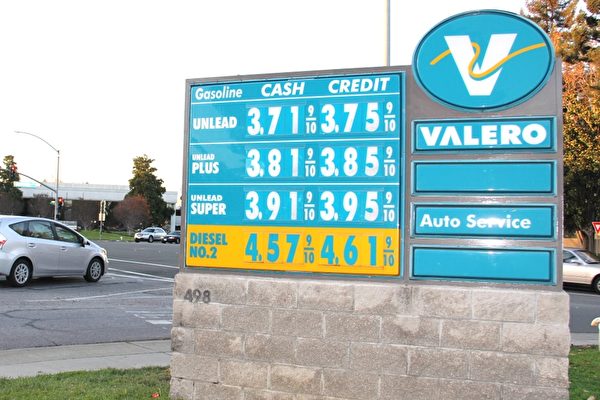 Gasoline CASH CREDIT
UNLEAD 3.71 9/10 3.75 9/10
UNLEAD PLUS 3.81 9/10 3.85 9/10
UNLEAD SUPER 3.91 9/10 3.95 9/10
DIESEL NO.2 4.57 9/10 4.61 9/10
V
VALERO
Auto Service
498